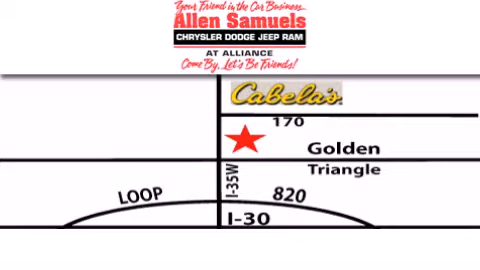 Your Friend in the Car Business...
Allen Samuels
CHRYSLER DODGE JEEP RAM
AT ALLIANCE
Come By, Let's Be Friends!
Cabela's
170
Golden
Triangle
I-35W
LOOP 820
I-30